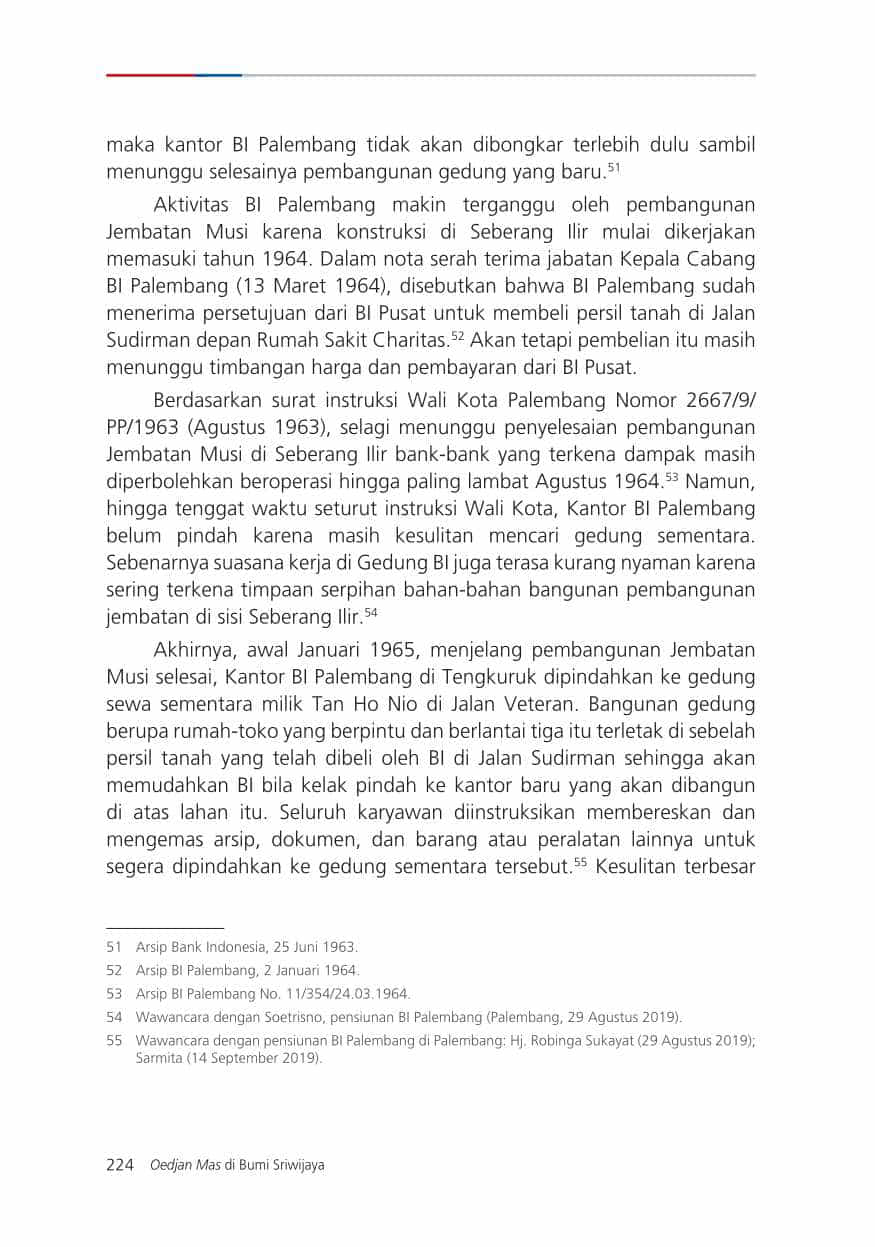 maka kantor BI Palembang tidak akan dibongkar terlebih dulu sambil
menunggu selesainya pembangunan gedung yang baru.51
Aktivitas BI Palembang makin terganggu oleh pembangunan
Jembatan Musi karena konstruksi di Seberang Ilir mulai dikerjakan
memasuki tahun 1964. Dalam nota serah terima jabatan Kepala Cabang
BI Palembang (13 Maret 1964), disebutkan bahwa BI Palembang sudah
menerima persetujuan dari BI Pusat untuk membeli persil tanah di Jalan
Sudirman depan Rumah Sakit Charitas.52 Akan tetapi pembelian itu masih
menunggu timbangan harga dan pembayaran dari BI Pusat.
Berdasarkan surat instruksi Wali Kota Palembang Nomor 2667/9/
PP/1963 (Agustus 1963), selagi menunggu penyelesaian pembangunan
Jembatan Musi di Seberang Ilir bank-bank yang terkena dampak masih
diperbolehkan beroperasi hingga paling lambat Agustus 1964.53 Namun,
hingga tenggat waktu seturut instruksi Wali Kota, Kantor BI Palembang
belum pindah karena masih kesulitan mencari gedung sementara.
Sebenarnya suasana kerja di Gedung BI juga terasa kurang nyaman karena
sering terkena timpaan serpihan bahan-bahan bangunan pembangunan
jembatan di sisi Seberang Ilir.54
Akhirnya, awal Januari 1965, menjelang pembangunan Jembatan
Musi selesai, Kantor BI Palembang di Tengkuruk dipindahkan ke gedung
sewa sementara milik Tan Ho Nio di Jalan Veteran. Bangunan gedung
berupa rumah-toko yang berpintu dan berlantai tiga itu terletak di sebelah
persil tanah yang telah dibeli oleh BI di Jalan Sudirman sehingga akan
memudahkan BI bila kelak pindah ke kantor baru yang akan dibangun
di atas lahan itu. Seluruh karyawan diinstruksikan membereskan dan
mengemas arsip, dokumen, dan barang atau peralatan lainnya untuk
segera dipindahkan ke gedung sementara tersebut.55 Kesulitan terbesar
51 Arsip Bank Indonesia, 25 Juni 1963.
52 Arsip BI Palembang, 2 Januari 1964.
53 Arsip BI Palembang No. 11/354/24.03.1964.
54 Wawancara dengan Soetrisno, pensiunan BI Palembang (Palembang, 29 Agustus 2019).
55 Wawancara dengan pensiunan BI Palembang di Palembang: Hj. Robinga Sukayat (29 Agustus 2019);
Sarmita (14 September 2019).
224 Oedjan Mas di Bumi Sriwijaya